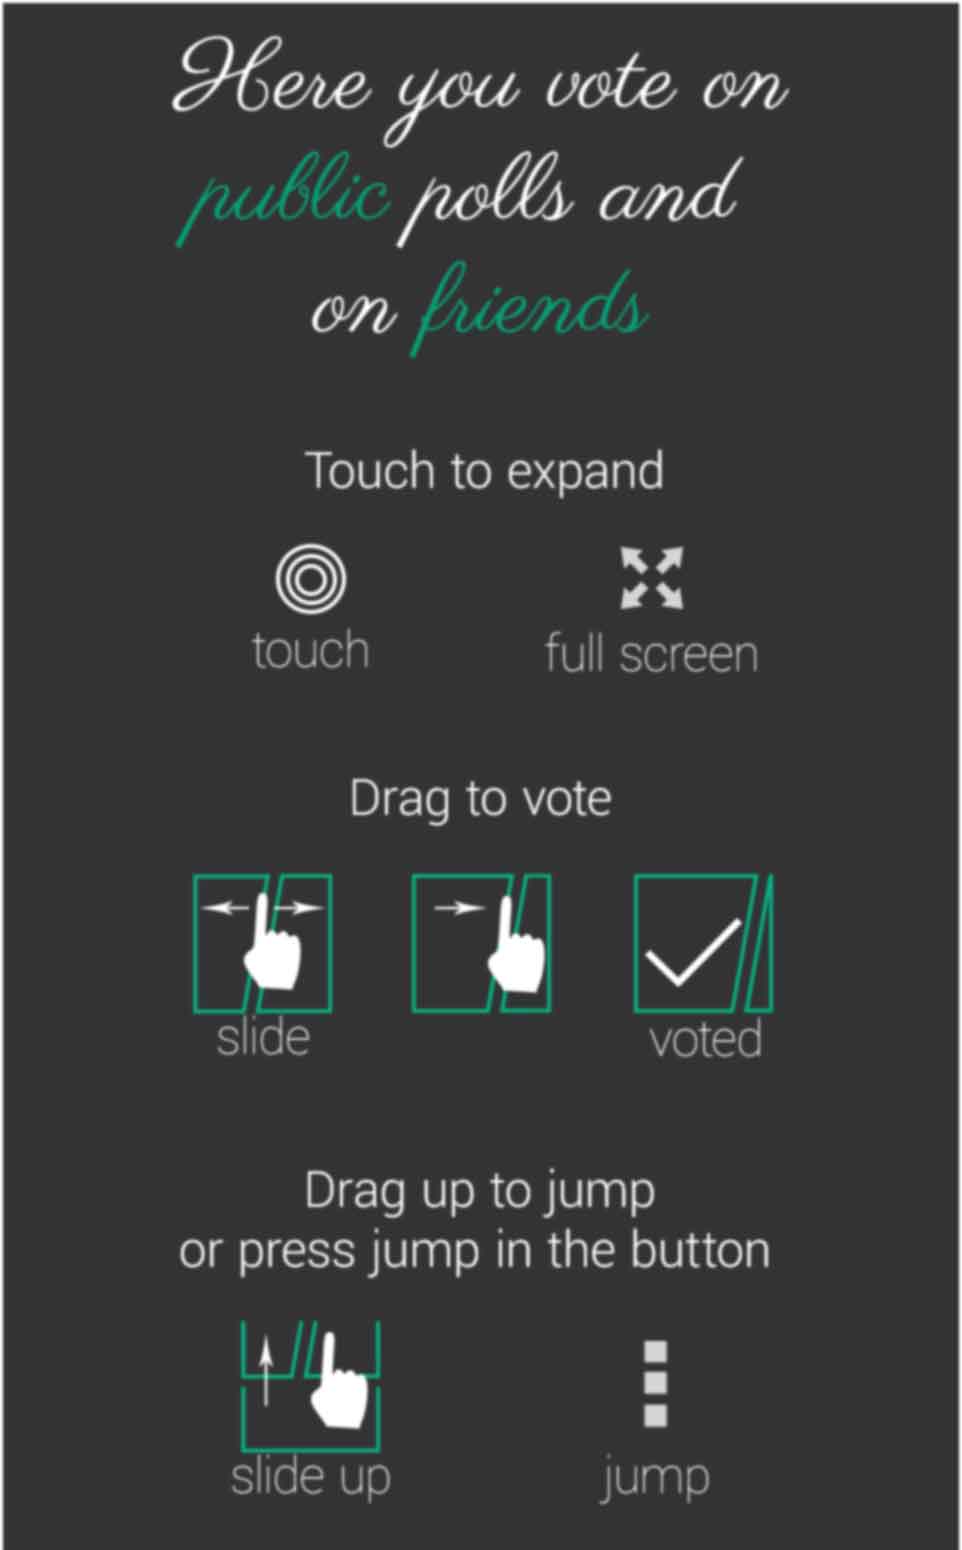 Here you vote on
public polls and
on friends
Touch to expand
touch
full screen
Drag to vote
slide
voted
Drag up to jump
or press jump in the button
slide up
jump